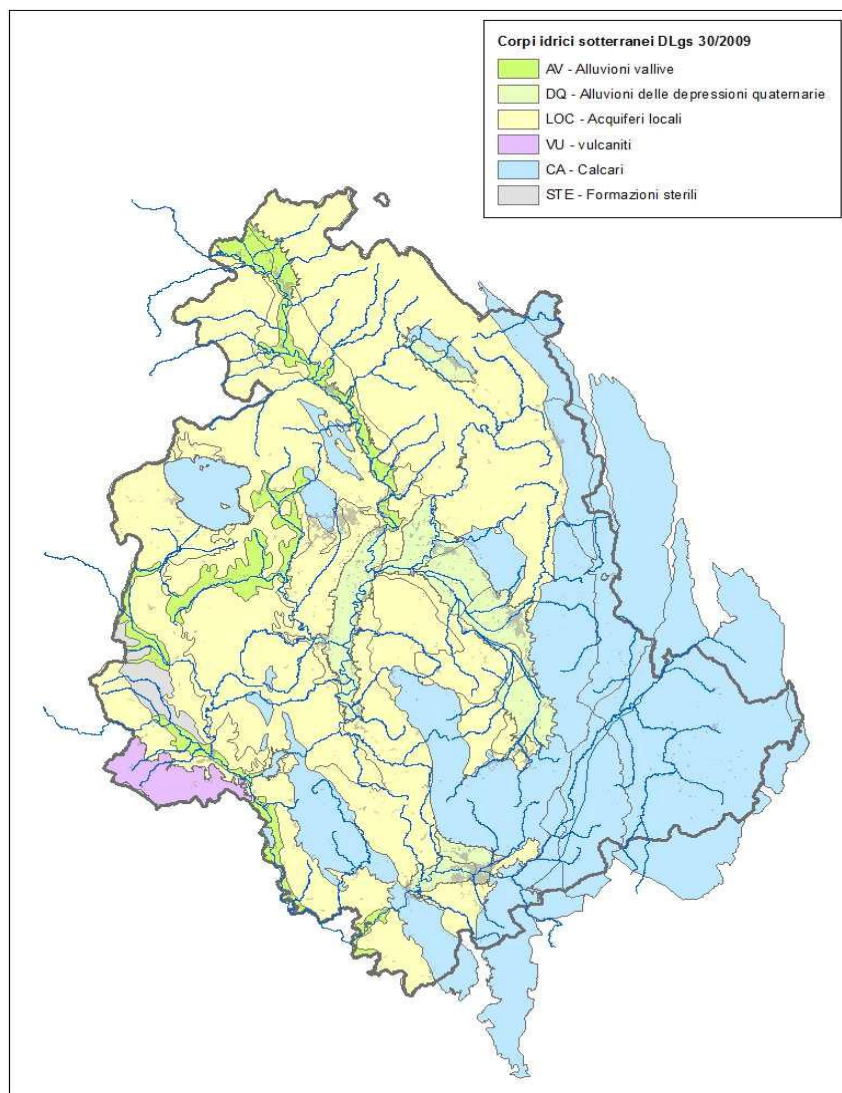 Corpi idrici sotterranei DLgs 30/2009
AV - Alluvioni vallive
DQ - Alluvioni delle depressioni quaternarie
LOC - Acquiferi locali
VU - vulcaniti
CA - Calcari
STE - Formazioni sterili